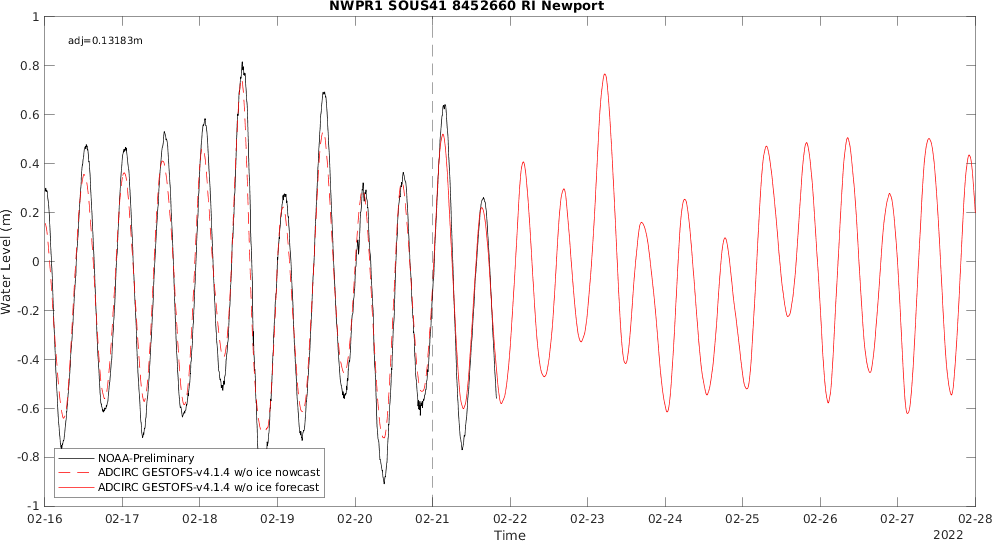 NWPR1 SOUS41 8452660 RI Newport
adj=0.13183m
Water Level (m)
1
0.8
0.6
0.4
0.2
0
-0.2
-0.4
-0.6
-0.8
-1
NOAA-Preliminary
ADCIRC GESTOFS-v4.1.4 w/o ice nowcast
ADCIRC GESTOFS-v4.1.4 w/o ice forecast
02-16 02-17 02-18 02-19 02-20 02-21 02-22 02-23 02-24 02-25 02-26 02-27 02-28
Time
2022